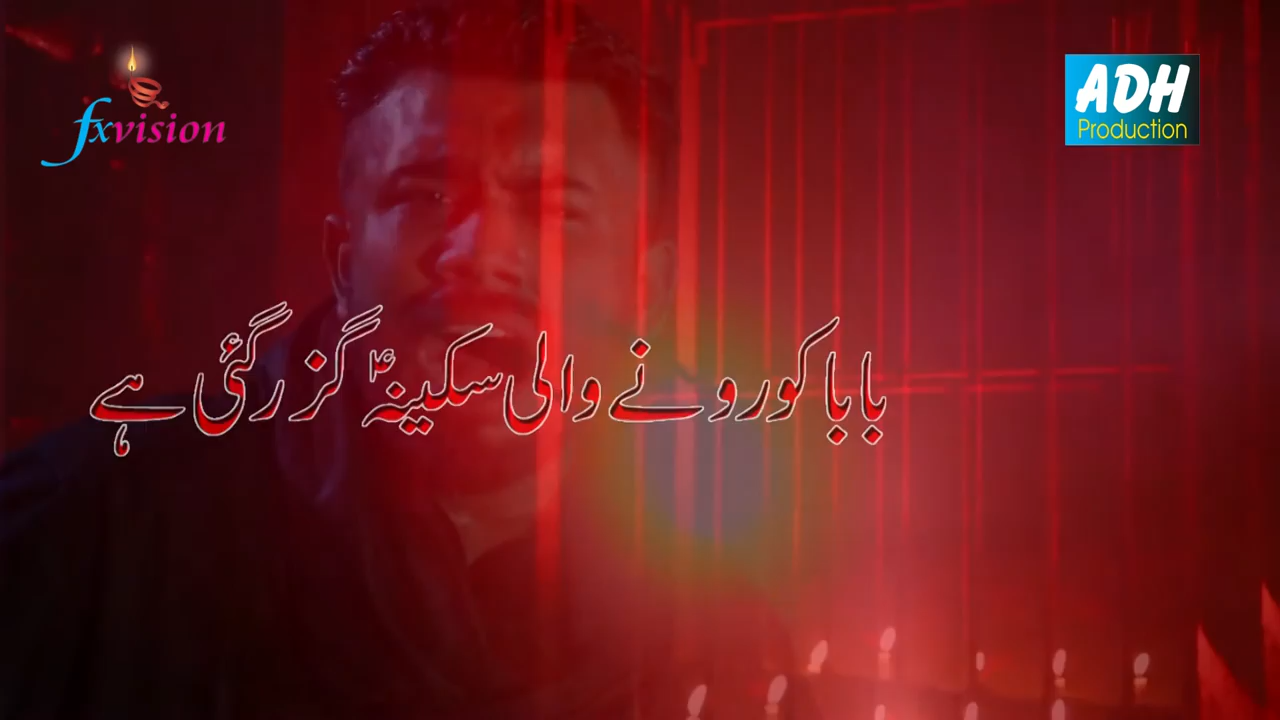 fxvision
ADH
Production
بابا کو رونے والی سکینہؑ گزر گئی ہے